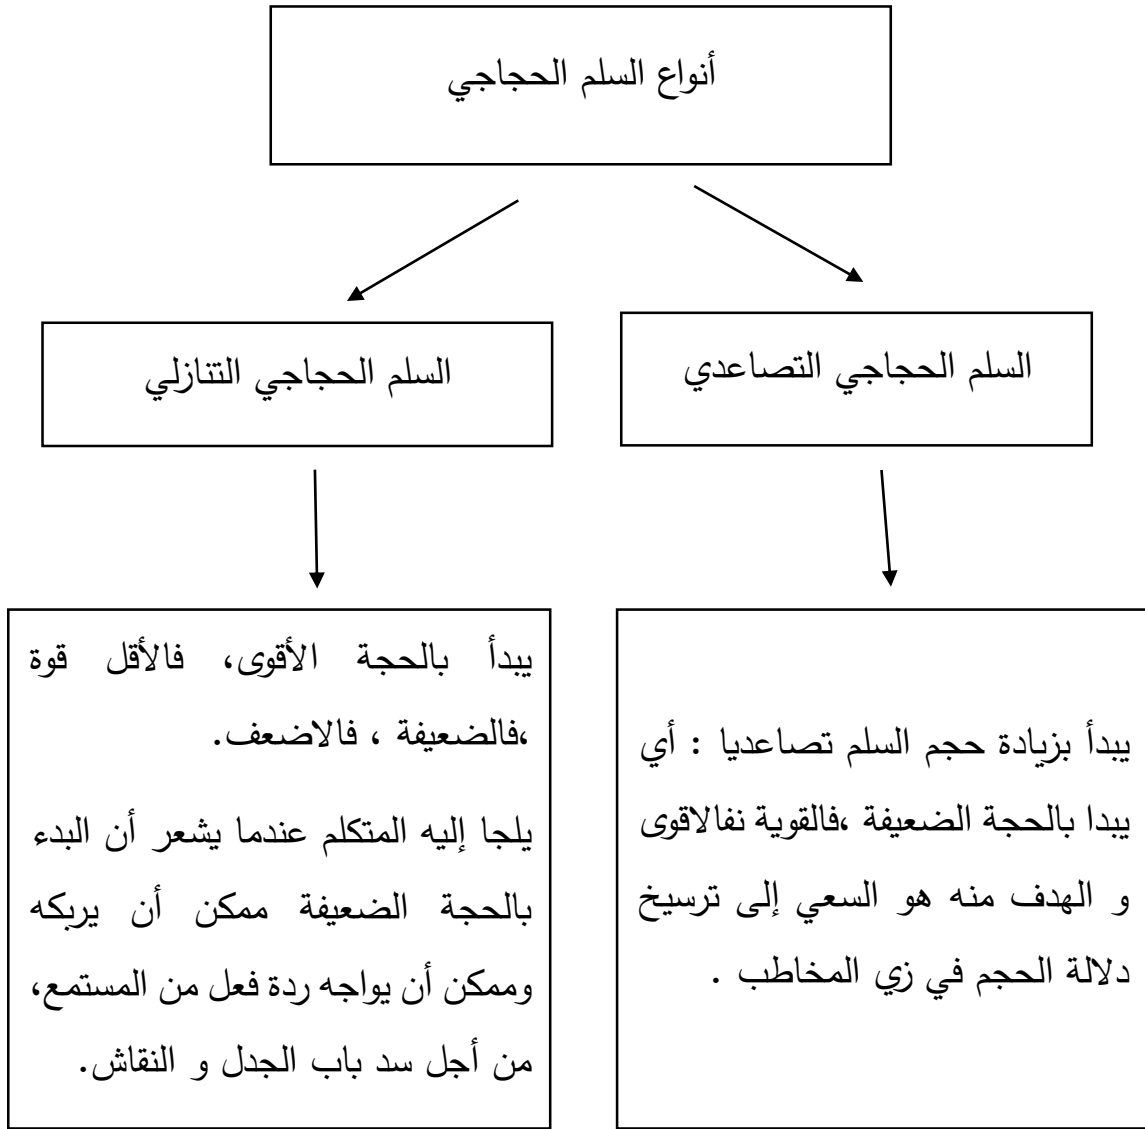 أنواع السلم الحجاجي
السلم الحجاجي التصاعدي
السلم الحجاجي التنازلي
يبدأ بزيادة حجم السلم تصاعديا : أي
يبدا بالحجة الضعيفة ،فالقوية نفالاقوى
و الهدف منه هو السعي إلى ترسيخ
دلالة الحجم في زي المخاطب .
يبدأ بالحجة الأقوى، فالأقل قوة
،فالضعيفة ، فالاضعف.
يلجا إليه المتكلم عندما يشعر أن البدء
بالحجة الضعيفة ممكن أن يربكه
وممكن أن يواجه ردة فعل من المستمع،
من أجل سد باب الجدل و النقاش.